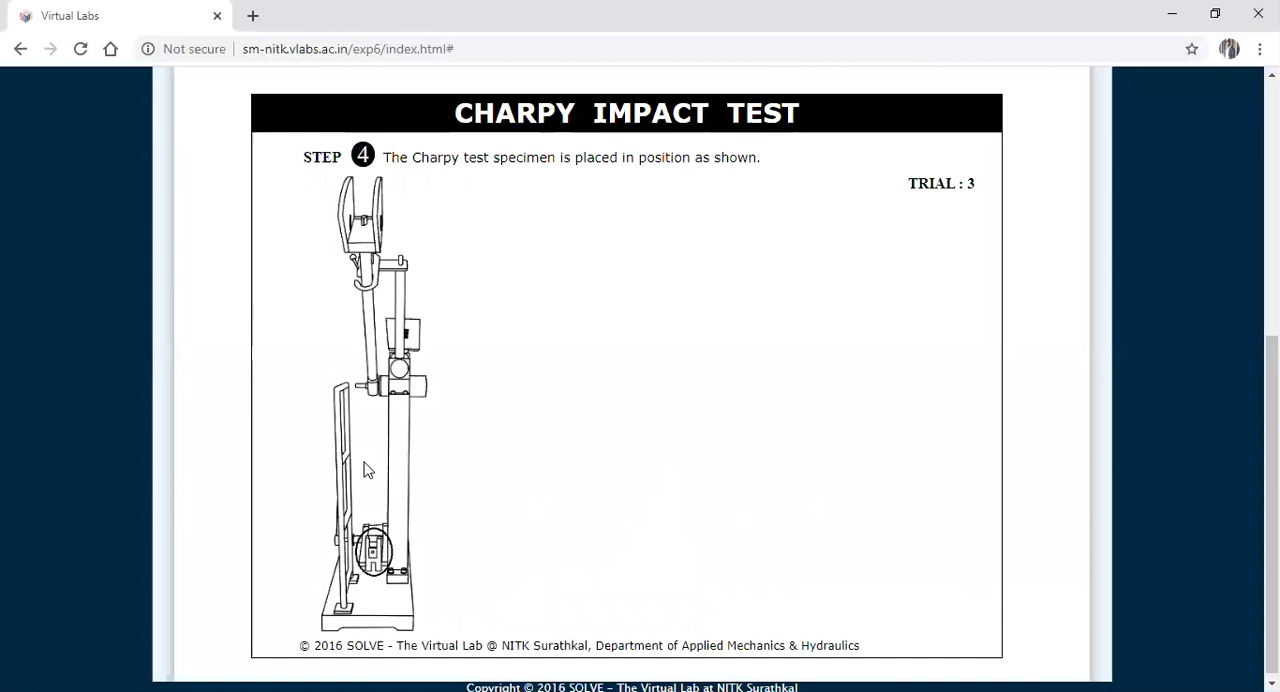 Virtual Labs
Not secure
sm-nitk.vlabs.ac.in/exp6/index.html#
CHARPY IMPACT TEST
STEP 4 The Charpy test specimen is placed in position as shown.
TRIAL : 3
© 2016 SOLVE - The Virtual Lab @ NITK Surathkal, Department of Applied Mechanics & Hydraulics
Copyright © 2016 SOLVE – The Virtual Lab at NITK Surathkal